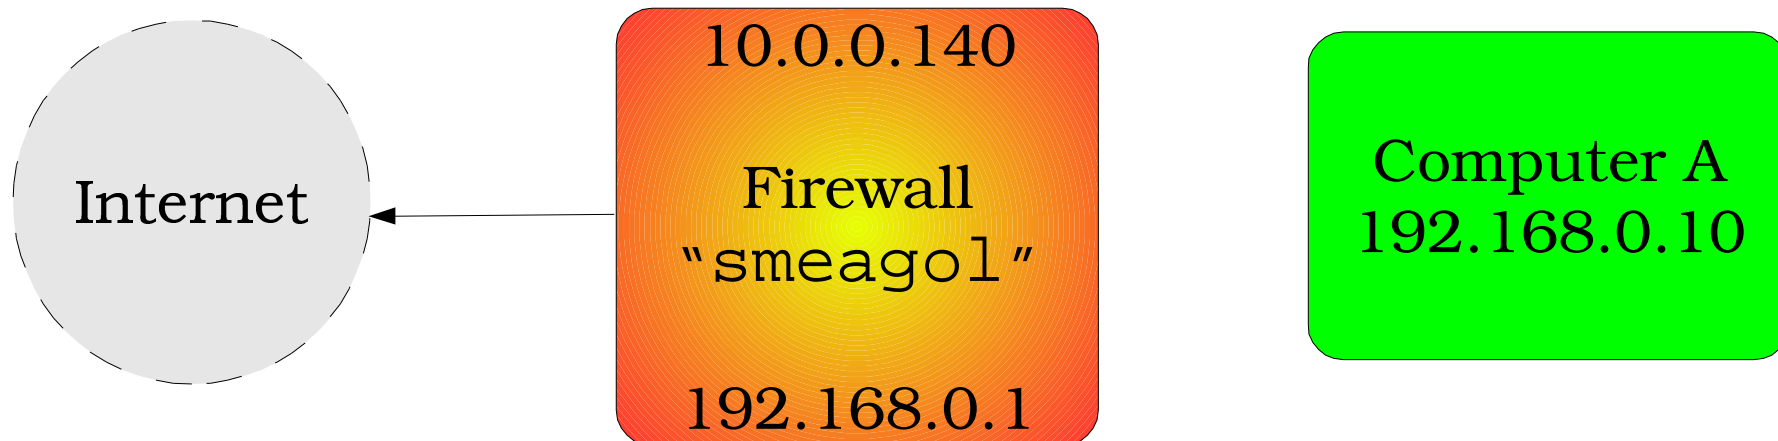 Internet
10.0.0.140
Firewall
“smeagol”
192.168.0.1
Computer A
192.168.0.10